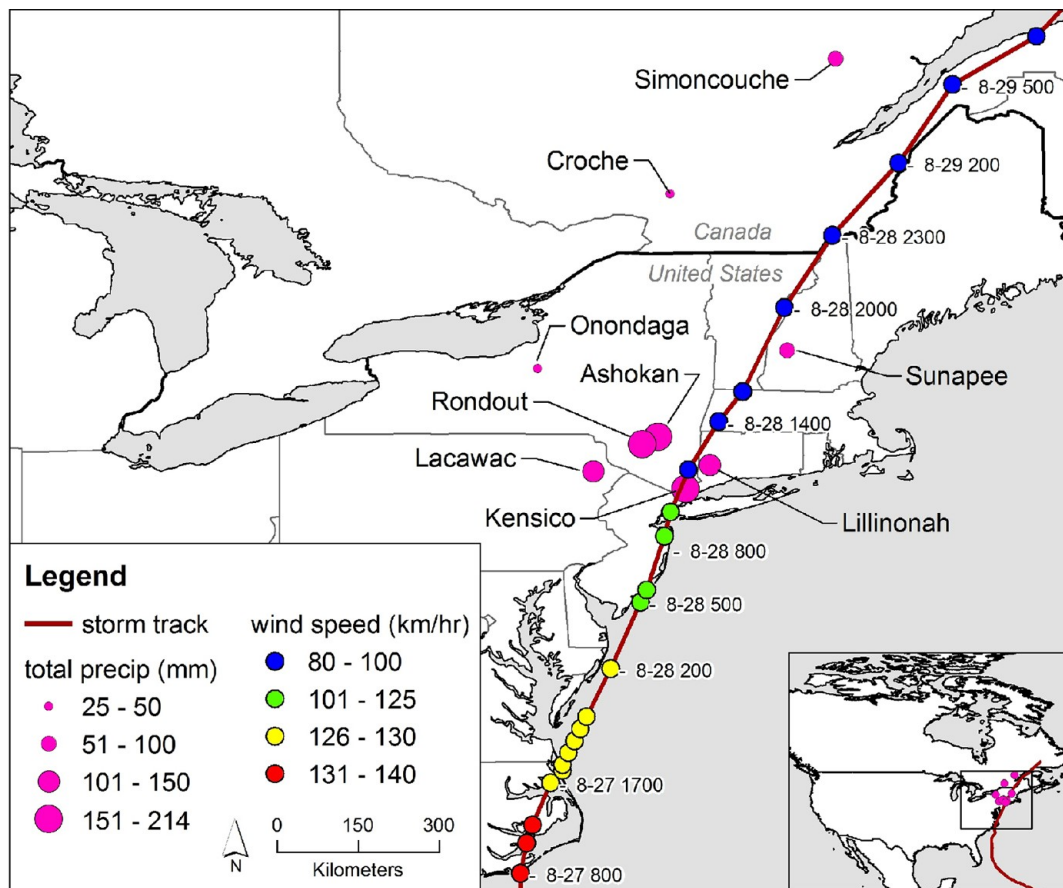 Simoncouche
8-29 500
Croche
8-29 200
Canada
8-28 2300
United States
8-28 2000
Onondaga
Ashokan
Sunapee
Rondout
8-28 1400
Lacawac
Kensico
Lillinonah
8-28 800
8-28 500
8-28 200
8-27 1700
8-27 800
Legend
storm track
total precip (mm)
25 - 50
51 - 100
101 - 150
151 - 214
wind speed (km/hr)
80 - 100
101 - 125
126 - 130
131 - 140
N
0 150 300
Kilometers